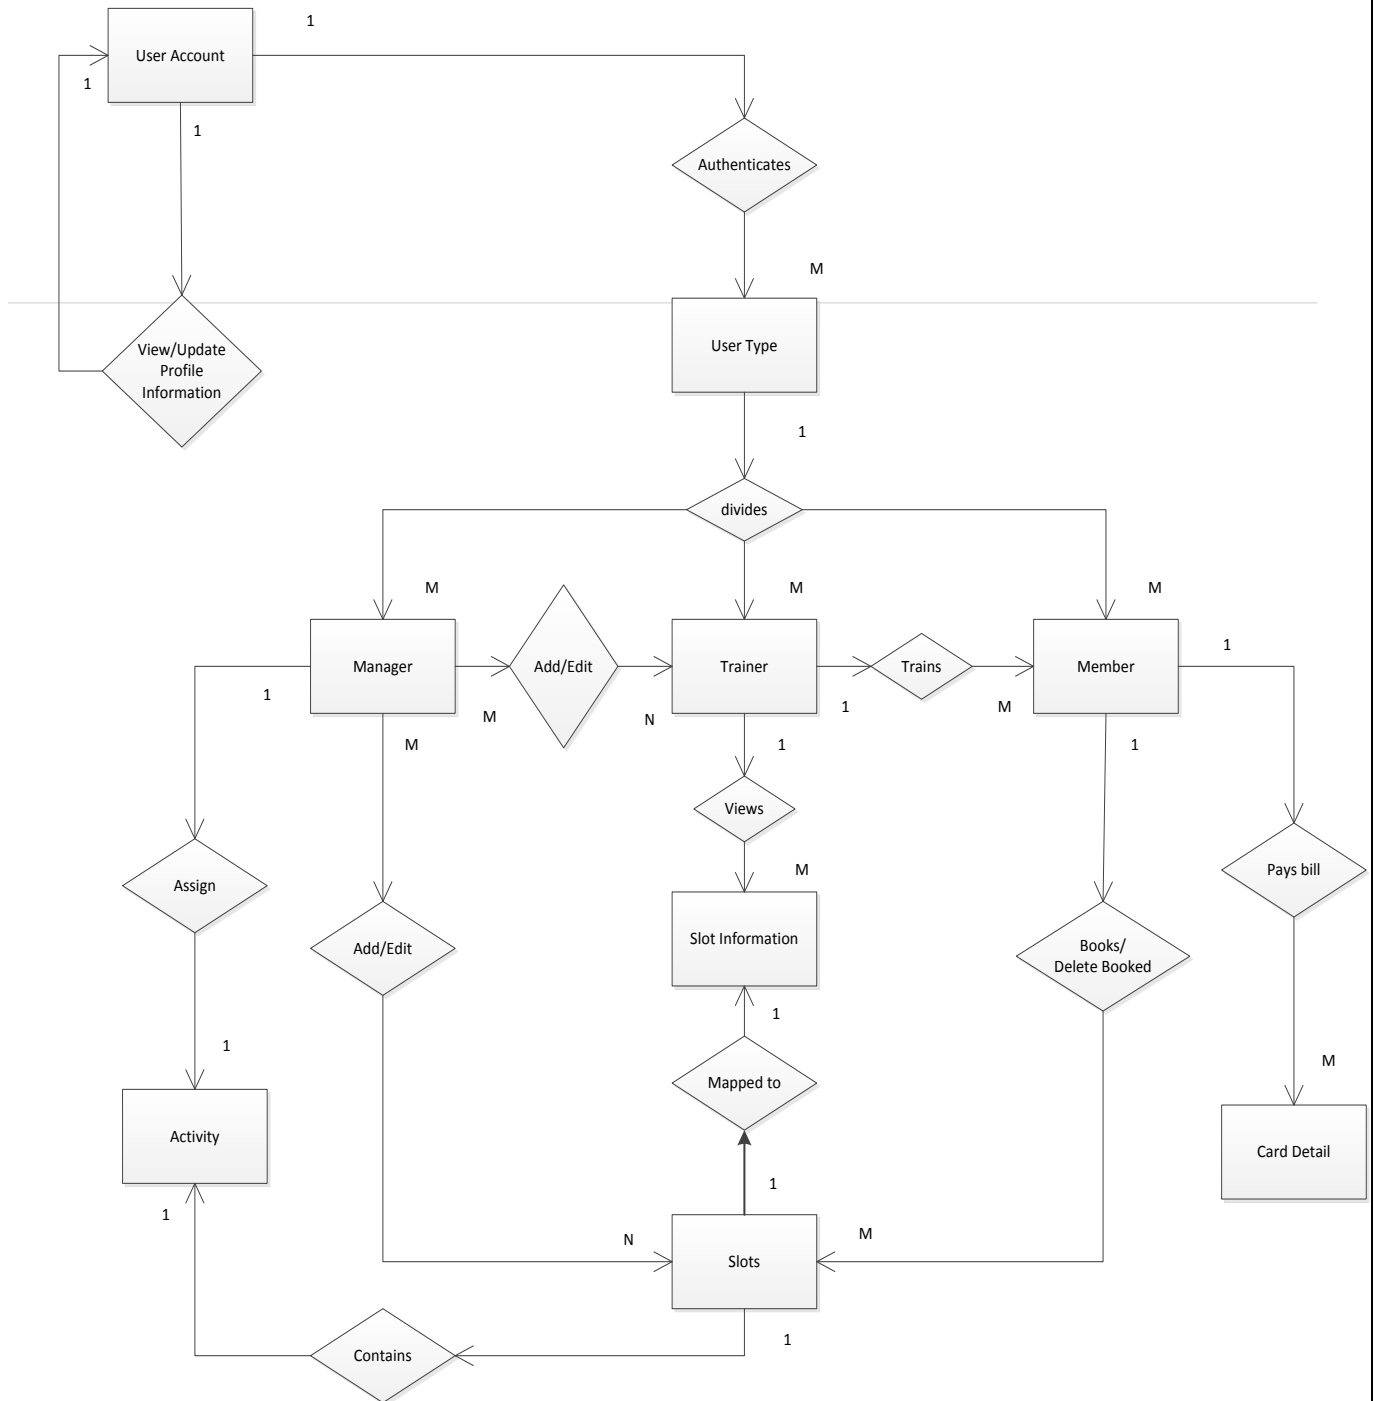 1
User Account
1
1
Authenticates
M
View/Update
Profile
Information
User Type
1
divides
M
M
M
Manager
Add/Edit
Trainer
Trains
Member
1
1
M
N
1
M
M
1
1
Views
Assign
M
Pays bill
Add/Edit
Slot Information
Books/
Delete Booked
1
1
M
Mapped to
Activity
Card Detail
1
1
N
M
Slots
1
Contains